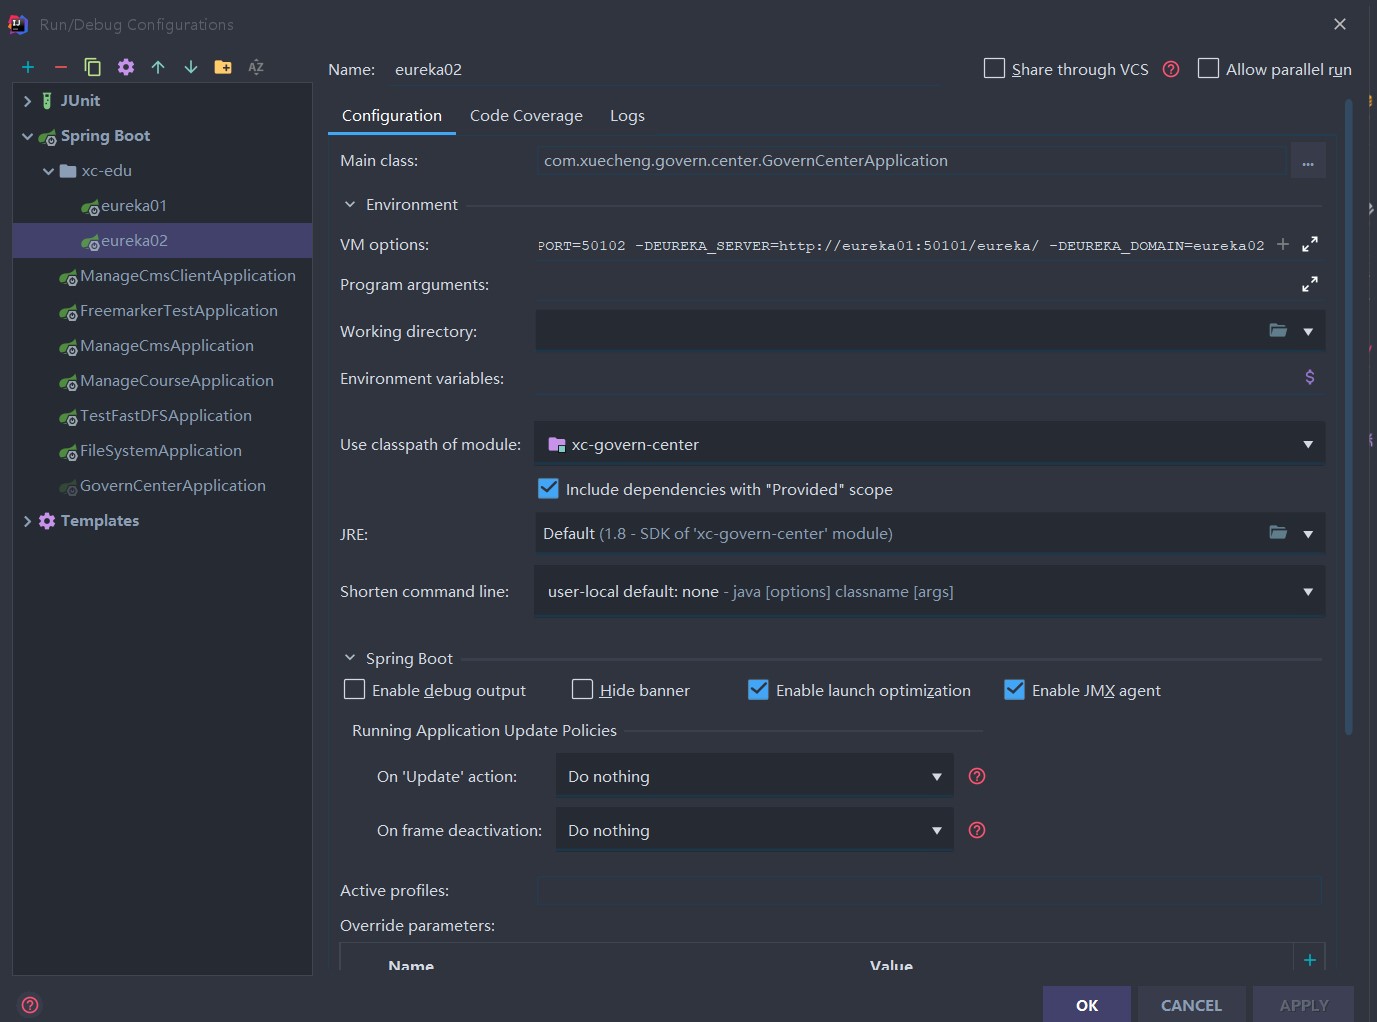 Run/Debug Configurations
Name: eureka02
Share through VCS
Allow parallel run
JUnit
Spring Boot
xc-edu
eureka01
eureka02
ManageCmsClientApplication
FreemarkerTestApplication
ManageCmsApplication
ManageCourseApplication
TestFastDFSApplication
FileSystemApplication
GovernCenterApplication
Templates
Configuration Code Coverage Logs
Main class: com.xuecheng.govern.center.GovernCenterApplication ...
Environment
VM options: PORT=50102 -DEUREKA_SERVER=http://eureka01:50101/eureka/ -DEUREKA_DOMAIN=eureka02
Program arguments:
Working directory:
Environment variables: $
Use classpath of module: xc-govern-center
Include dependencies with "Provided" scope
JRE: Default (1.8 - SDK of 'xc-govern-center' module)
Shorten command line: user-local default: none - java [options] classname [args]
Spring Boot
Enable debug output Hide banner Enable launch optimization Enable JMX agent
Running Application Update Policies
On 'Update' action: Do nothing
On frame deactivation: Do nothing
Active profiles:
Override parameters:
Name Value
OK CANCEL APPLY